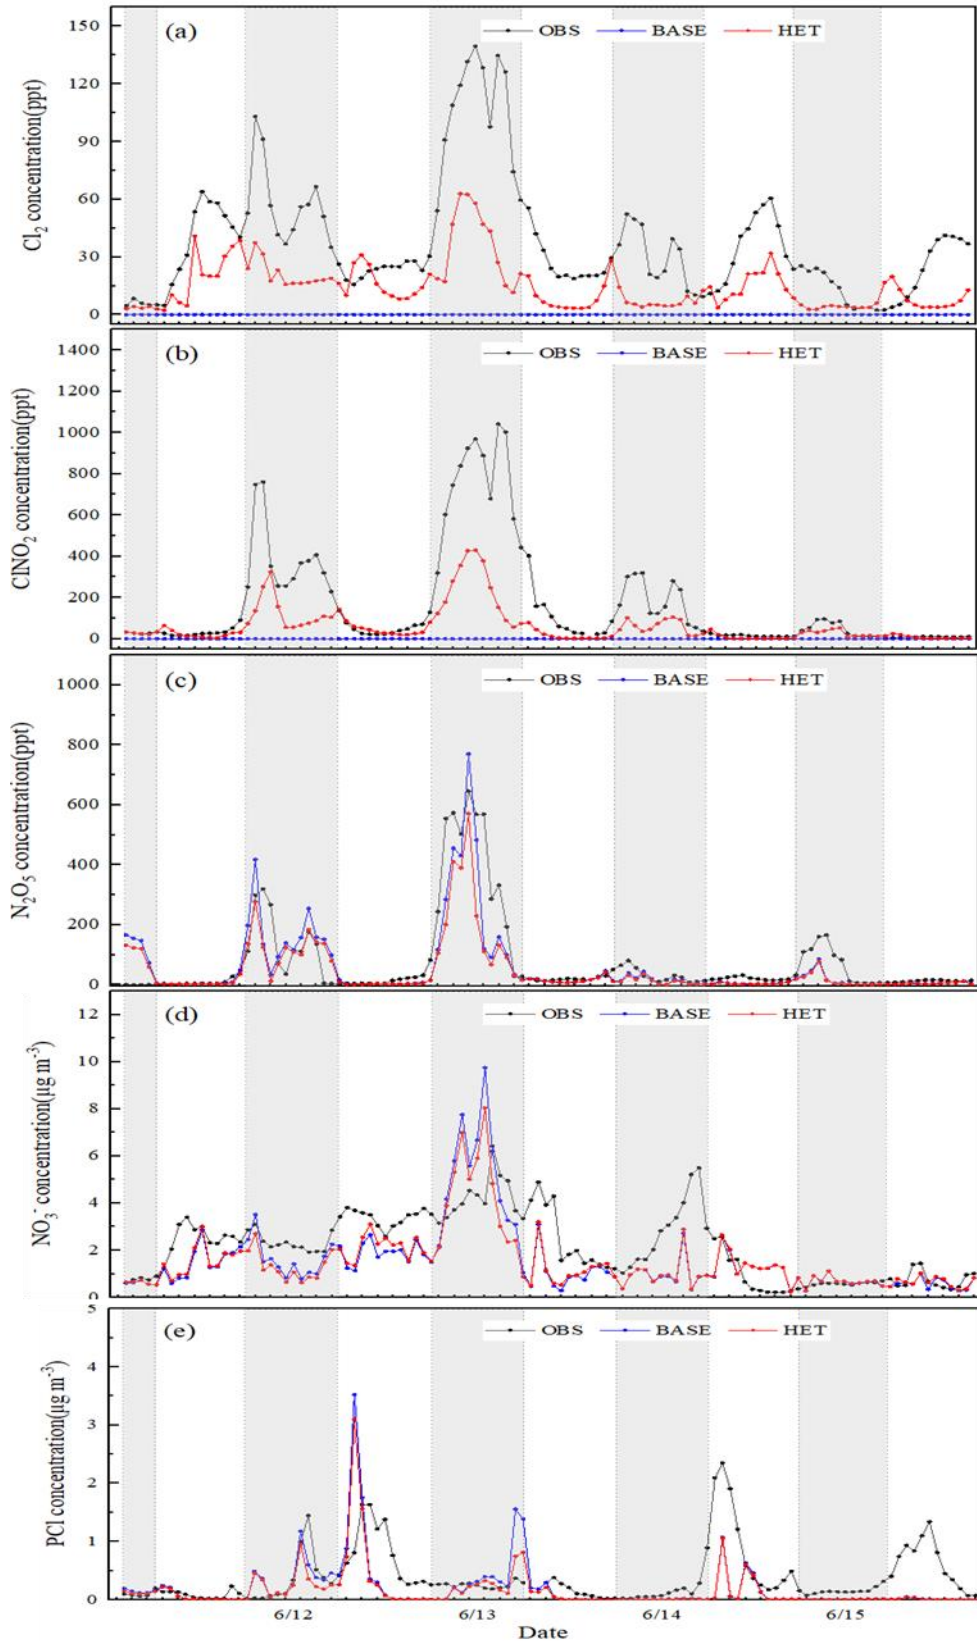 (a)
OBS BASE HET
Cl₂ concentration(ppt)
150
120
90
60
30
0
(b)
OBS BASE HET
ClNO₂ concentration(ppt)
1400
1200
1000
800
600
400
200
0
(c)
OBS BASE HET
N₂O₅ concentration(ppt)
1000
800
600
400
200
0
(d)
OBS BASE HET
NO₃⁻ concentration(μg m⁻³)
12
10
8
6
4
2
0
(e)
OBS BASE HET
PCl concentration(μg m⁻³)
5
4
3
2
1
0
6/12 6/13 6/14 6/15
Date